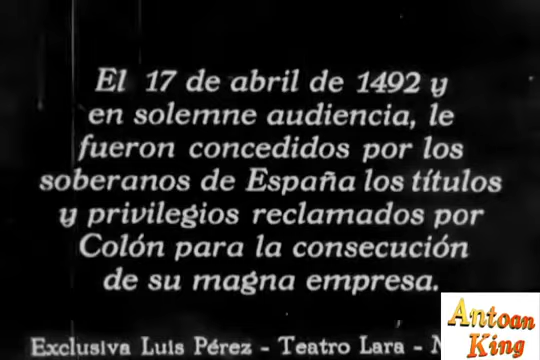 El 17 de abril de 1492 y
en solemne audiencia, le
fueron concedidos por los
soberanos de España los títulos
y privilegios reclamados por
Colón para la consecución
de su magna empresa.
Exclusiva Luis Pérez - Teatro Lara -
Antoan
King